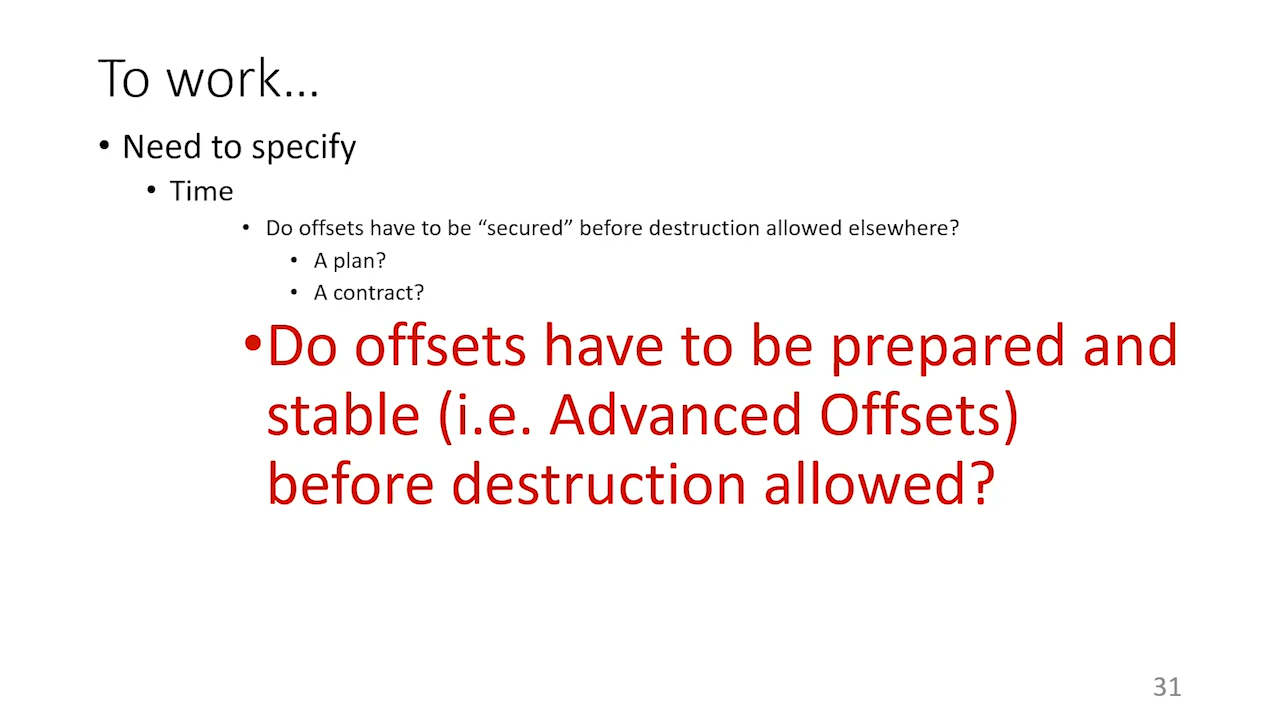 To work...
• Need to specify
• Time
• Do offsets have to be “secured” before destruction allowed elsewhere?
• A plan?
• A contract?
•Do offsets have to be prepared and
stable (i.e. Advanced Offsets)
before destruction allowed?
31